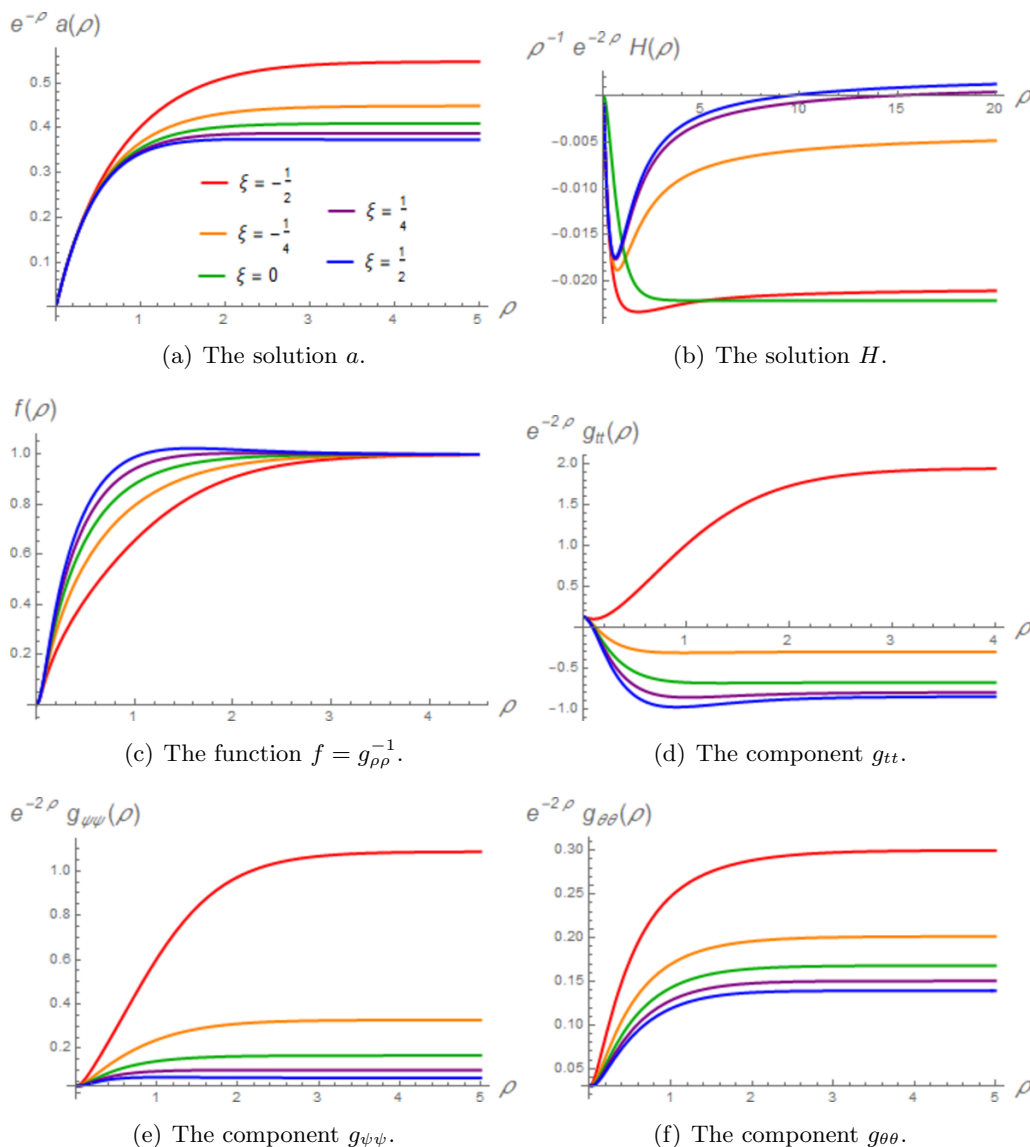 e^{-ρ} a(ρ)
0.5
0.4
0.3
0.2
0.1
1 2 3 4 5 ρ
ξ = -1/2
ξ = -1/4
ξ = 0
ξ = 1/4
ξ = 1/2
(a) The solution a.
ρ^{-1} e^{-2ρ} H(ρ)
5 10 15 20 ρ
-0.005
-0.010
-0.015
-0.020
(b) The solution H.
f(ρ)
1.0
0.8
0.6
0.4
0.2
1 2 3 4 ρ
(c) The function f = g_{ρρ}^{-1}.
e^{-2ρ} g_{tt}(ρ)
2.0
1.5
1.0
0.5
-0.5
-1.0
1 2 3 4 ρ
(d) The component g_{tt}.
e^{-2ρ} g_{ψψ}(ρ)
1.0
0.8
0.6
0.4
0.2
1 2 3 4 5 ρ
(e) The component g_{ψψ}.
e^{-2ρ} g_{θθ}(ρ)
0.30
0.25
0.20
0.15
0.10
0.05
1 2 3 4 5 ρ
(f) The component g_{θθ}.